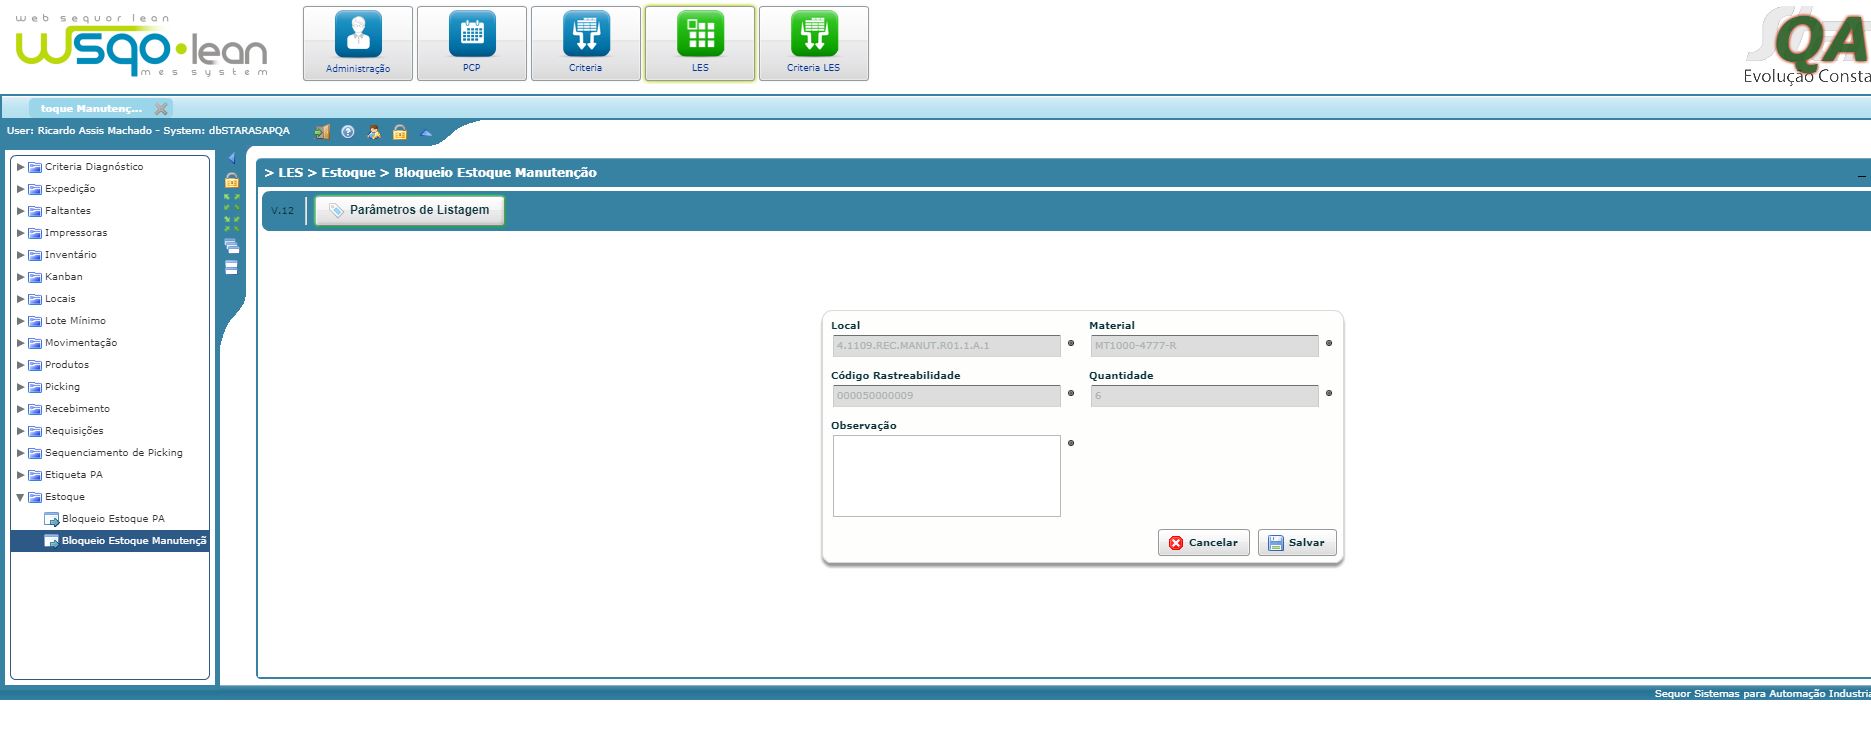 web sequor lean
wsqo·lean
mes system
Administração
PCP
Criteria
LES
Criteria LES
QA
Evolução Consta
toque Manutenç...
User: Ricardo Assis Machado - System: dbSTARASAPQA
Criteria Diagnóstico
Expedição
Faltantes
Impressoras
Inventário
Kanban
Locais
Lote Mínimo
Movimentação
Produtos
Picking
Recebimento
Requisições
Sequenciamento de Picking
Etiqueta PA
Estoque
Bloqueio Estoque PA
Bloqueio Estoque Manutençã
> LES > Estoque > Bloqueio Estoque Manutenção
V.12
Parâmetros de Listagem
Local
Material
4.1109.REC.MANUT.R01.1.A.1
MT1000-4777-R
Código Rastreabilidade
Quantidade
000050000009
6
Observação
Cancelar
Salvar
Sequor Sistemas para Automação Industria